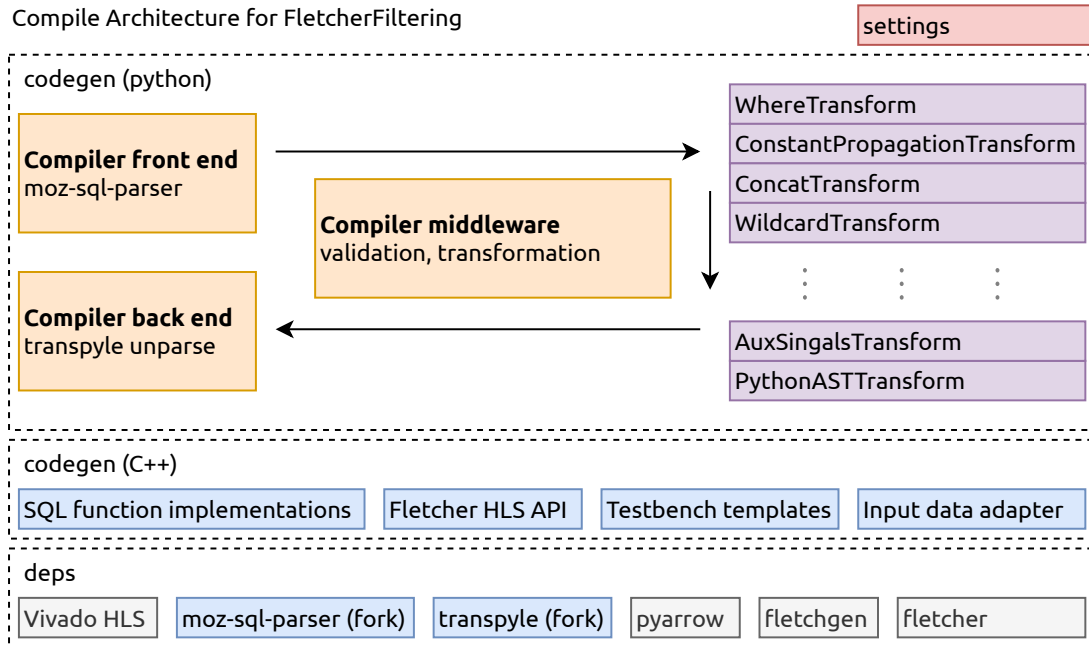 Compile Architecture for FletcherFiltering
settings
codegen (python)
Compiler front end
moz-sql-parser
Compiler middleware
validation, transformation
Compiler back end
transpyle unparse
WhereTransform
ConstantPropagationTransform
ConcatTransform
WildcardTransform
AuxSingalsTransform
PythonASTTransform
codegen (C++)
SQL function implementations
Fletcher HLS API
Testbench templates
Input data adapter
deps
Vivado HLS
moz-sql-parser (fork)
transpyle (fork)
pyarrow
fletchgen
fletcher